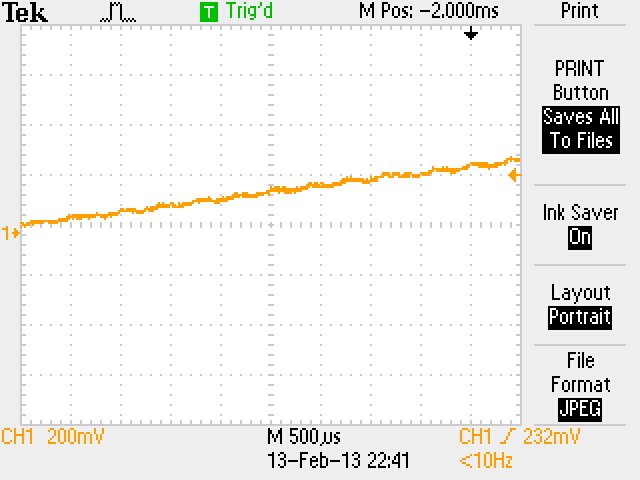 Tek T Trig'd M Pos: -2.000ms Print
PRINT
Button
Saves All
To Files
1
Ink Saver
On
Layout
Portrait
File
Format
JPEG
CH1 200mV M 500µs CH1 232mV
13-Feb-13 22:41 <10Hz